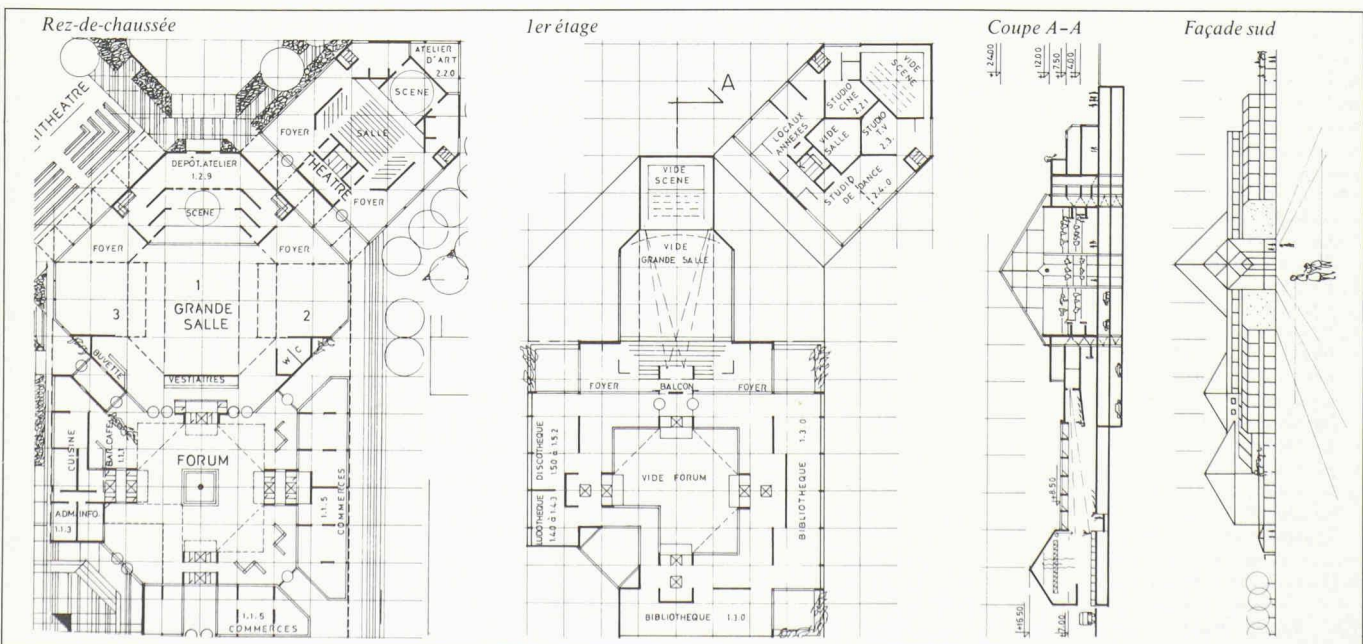 Rez-de-chaussée
ATELIER
D'ART
2.2.0
SCENE
SALLE
FOYER
THEATRE
FOYER
DEPÔT.ATELIER
1.2.9
SCENE
FOYER
FOYER
1
GRANDE
SALLE
3
2
BUVETTE
W C
VESTIAIRES
CUISINE
BAR.CAFE
1.1.1
FORUM
ADM.INFO.
1.1.3
1.1.5
COMMERCES
1.1.5
COMMERCES
1er étage
A
VIDE
SCENE
STUDIO
CINE
2.2.1
LOCAUX
ANNEXES
VIDE
SALLE
STUDIO
T.V
2.3.
STUDIO
DE DANCE
1.2.4.0
VIDE
SCENE
VIDE
GRANDE SALLE
FOYER
BALCON
FOYER
DISCOTHEQUE
1.5.0 à 1.5.2
LUDOTHEQUE
1.4.0 à 1.4.3
VIDE FORUM
BIBLIOTHEQUE 1.3.0
BIBLIOTHEQUE 1.3.0
Coupe A-A
24.00
12.00
7.50
4.00
+8.50
+16.50
Façade sud